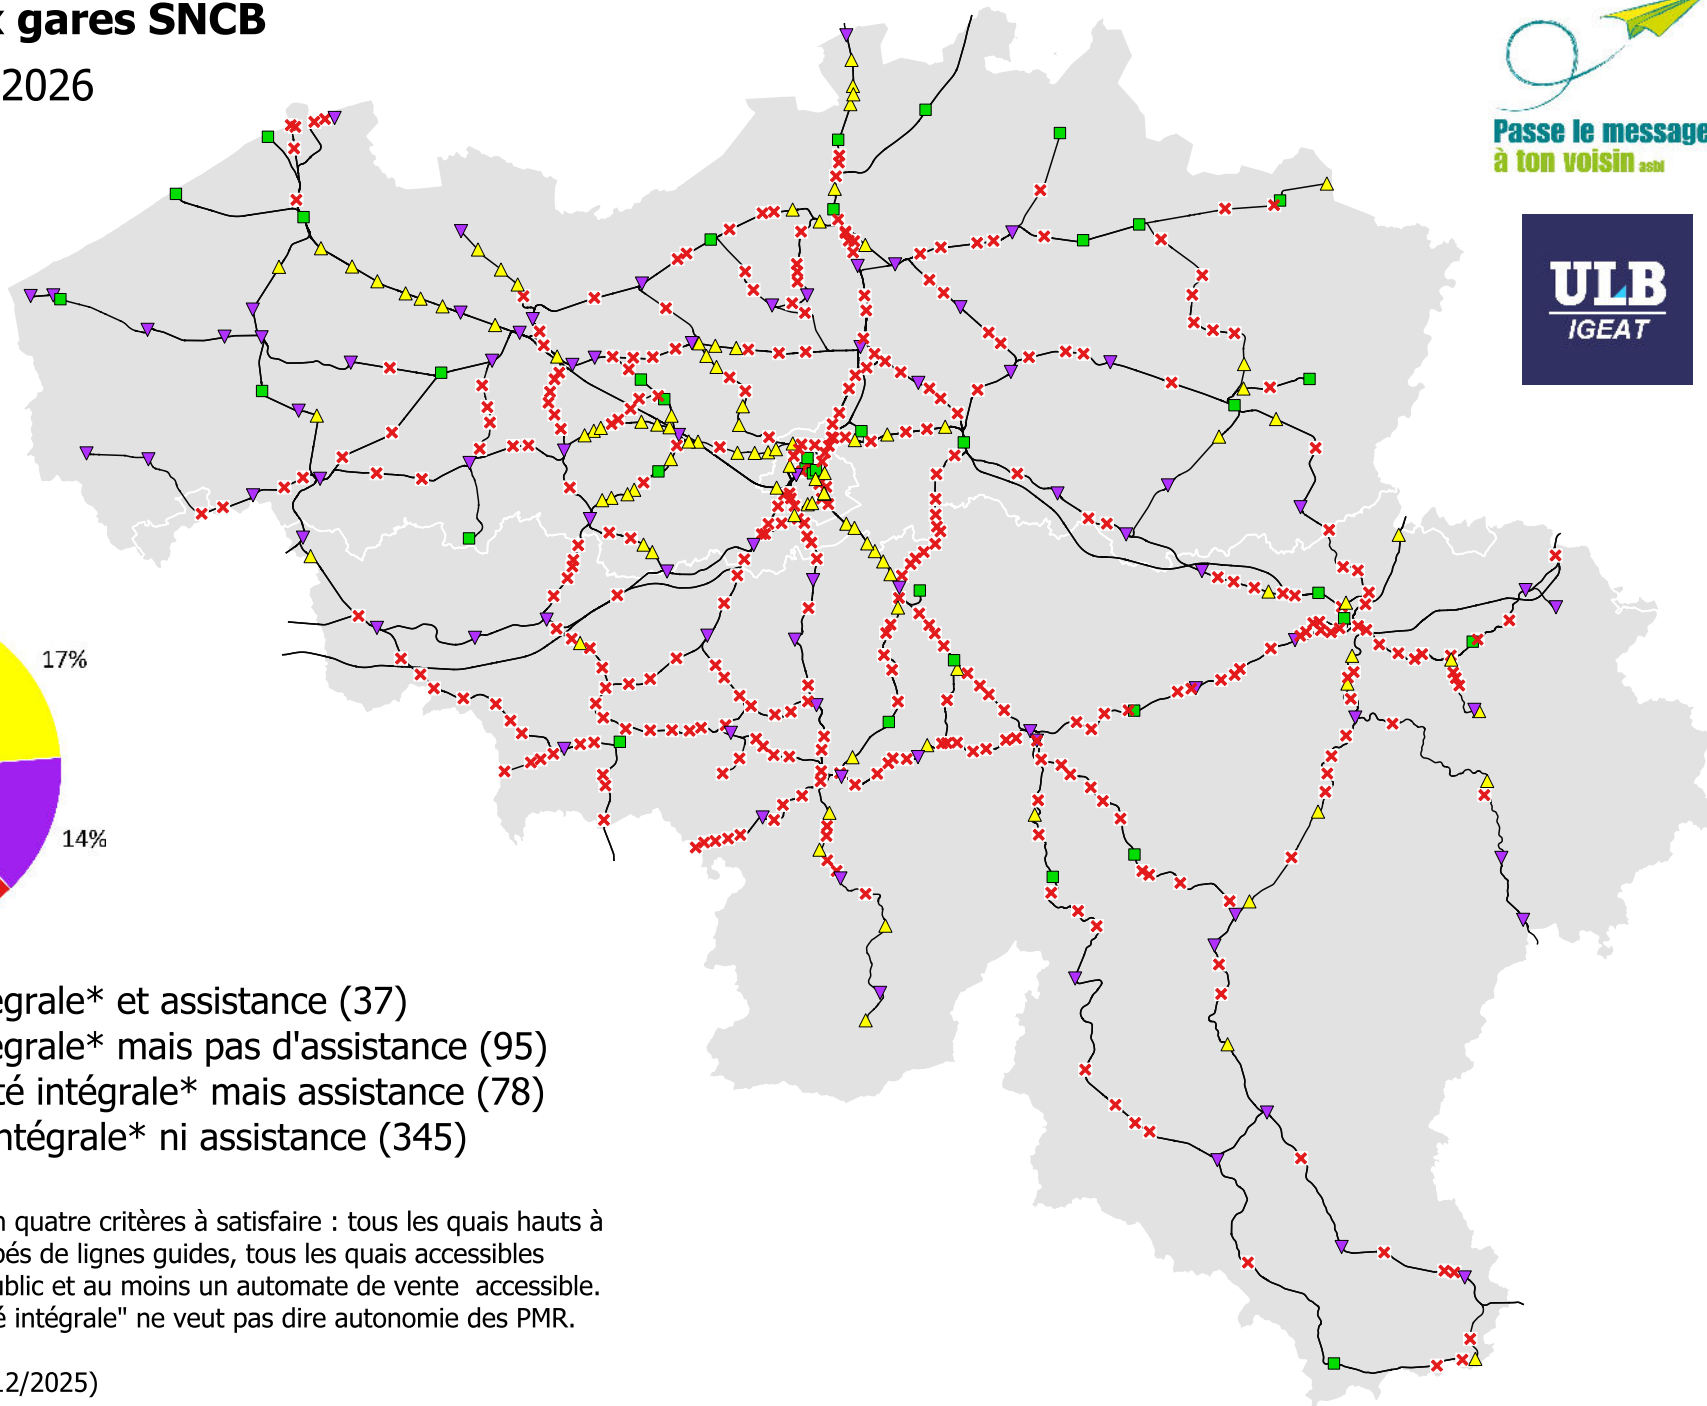 x gares SNCB
2026
Passe le message
à ton voisin asbl
ULB
IGEAT
17%
14%
égrale* et assistance (37)
égrale* mais pas d'assistance (95)
té intégrale* mais assistance (78)
intégrale* ni assistance (345)
n quatre critères à satisfaire : tous les quais hauts à
pés de lignes guides, tous les quais accessibles
ublic et au moins un automate de vente accessible.
é intégrale" ne veut pas dire autonomie des PMR.
12/2025)